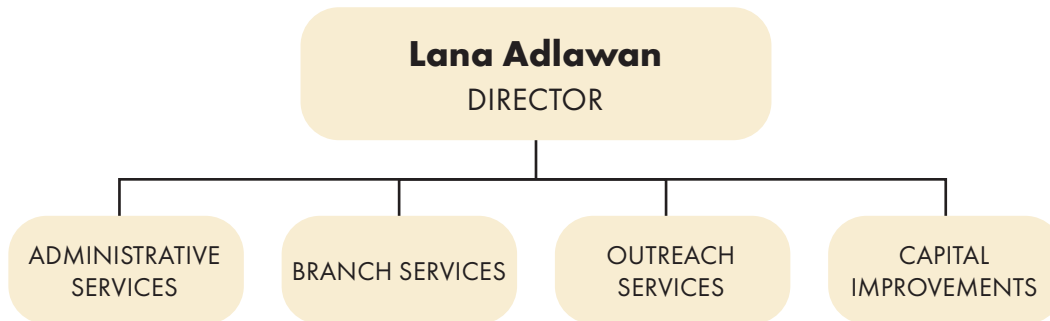 Lana Adlawan
DIRECTOR
ADMINISTRATIVE
SERVICES
BRANCH SERVICES
OUTREACH
SERVICES
CAPITAL
IMPROVEMENTS